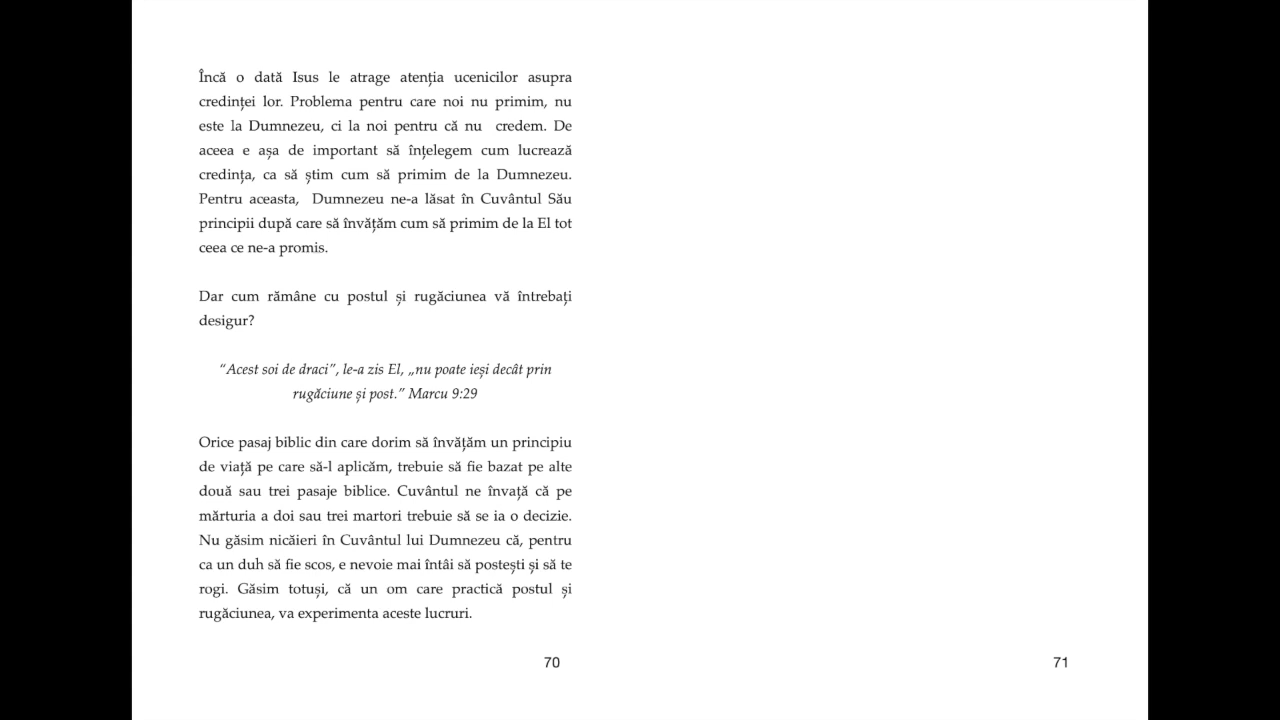 Încă o dată Isus le atrage atenția ucenicilor asupra
credinței lor. Problema pentru care noi nu primim, nu
este la Dumnezeu, ci la noi pentru că nu  credem. De
aceea e așa de important să înțelegem cum lucrează
credința, ca să știm cum să primim de la Dumnezeu.
Pentru aceasta,  Dumnezeu ne-a lăsat în Cuvântul Său
principii după care să învățăm cum să primim de la El tot
ceea ce ne-a promis.
Dar cum rămâne cu postul și rugăciunea vă întrebați
desigur?
“Acest soi de draci”, le-a zis El, „nu poate ieși decât prin
rugăciune și post.” Marcu 9:29
Orice pasaj biblic din care dorim să învățăm un principiu
de viață pe care să-l aplicăm, trebuie să fie bazat pe alte
două sau trei pasaje biblice. Cuvântul ne învață că pe
mărturia a doi sau trei martori trebuie să se ia o decizie.
Nu găsim nicăieri în Cuvântul lui Dumnezeu că, pentru
ca un duh să fie scos, e nevoie mai întâi să postești și să te
rogi. Găsim totuși, că un om care practică postul și
rugăciunea, va experimenta aceste lucruri.
70
71